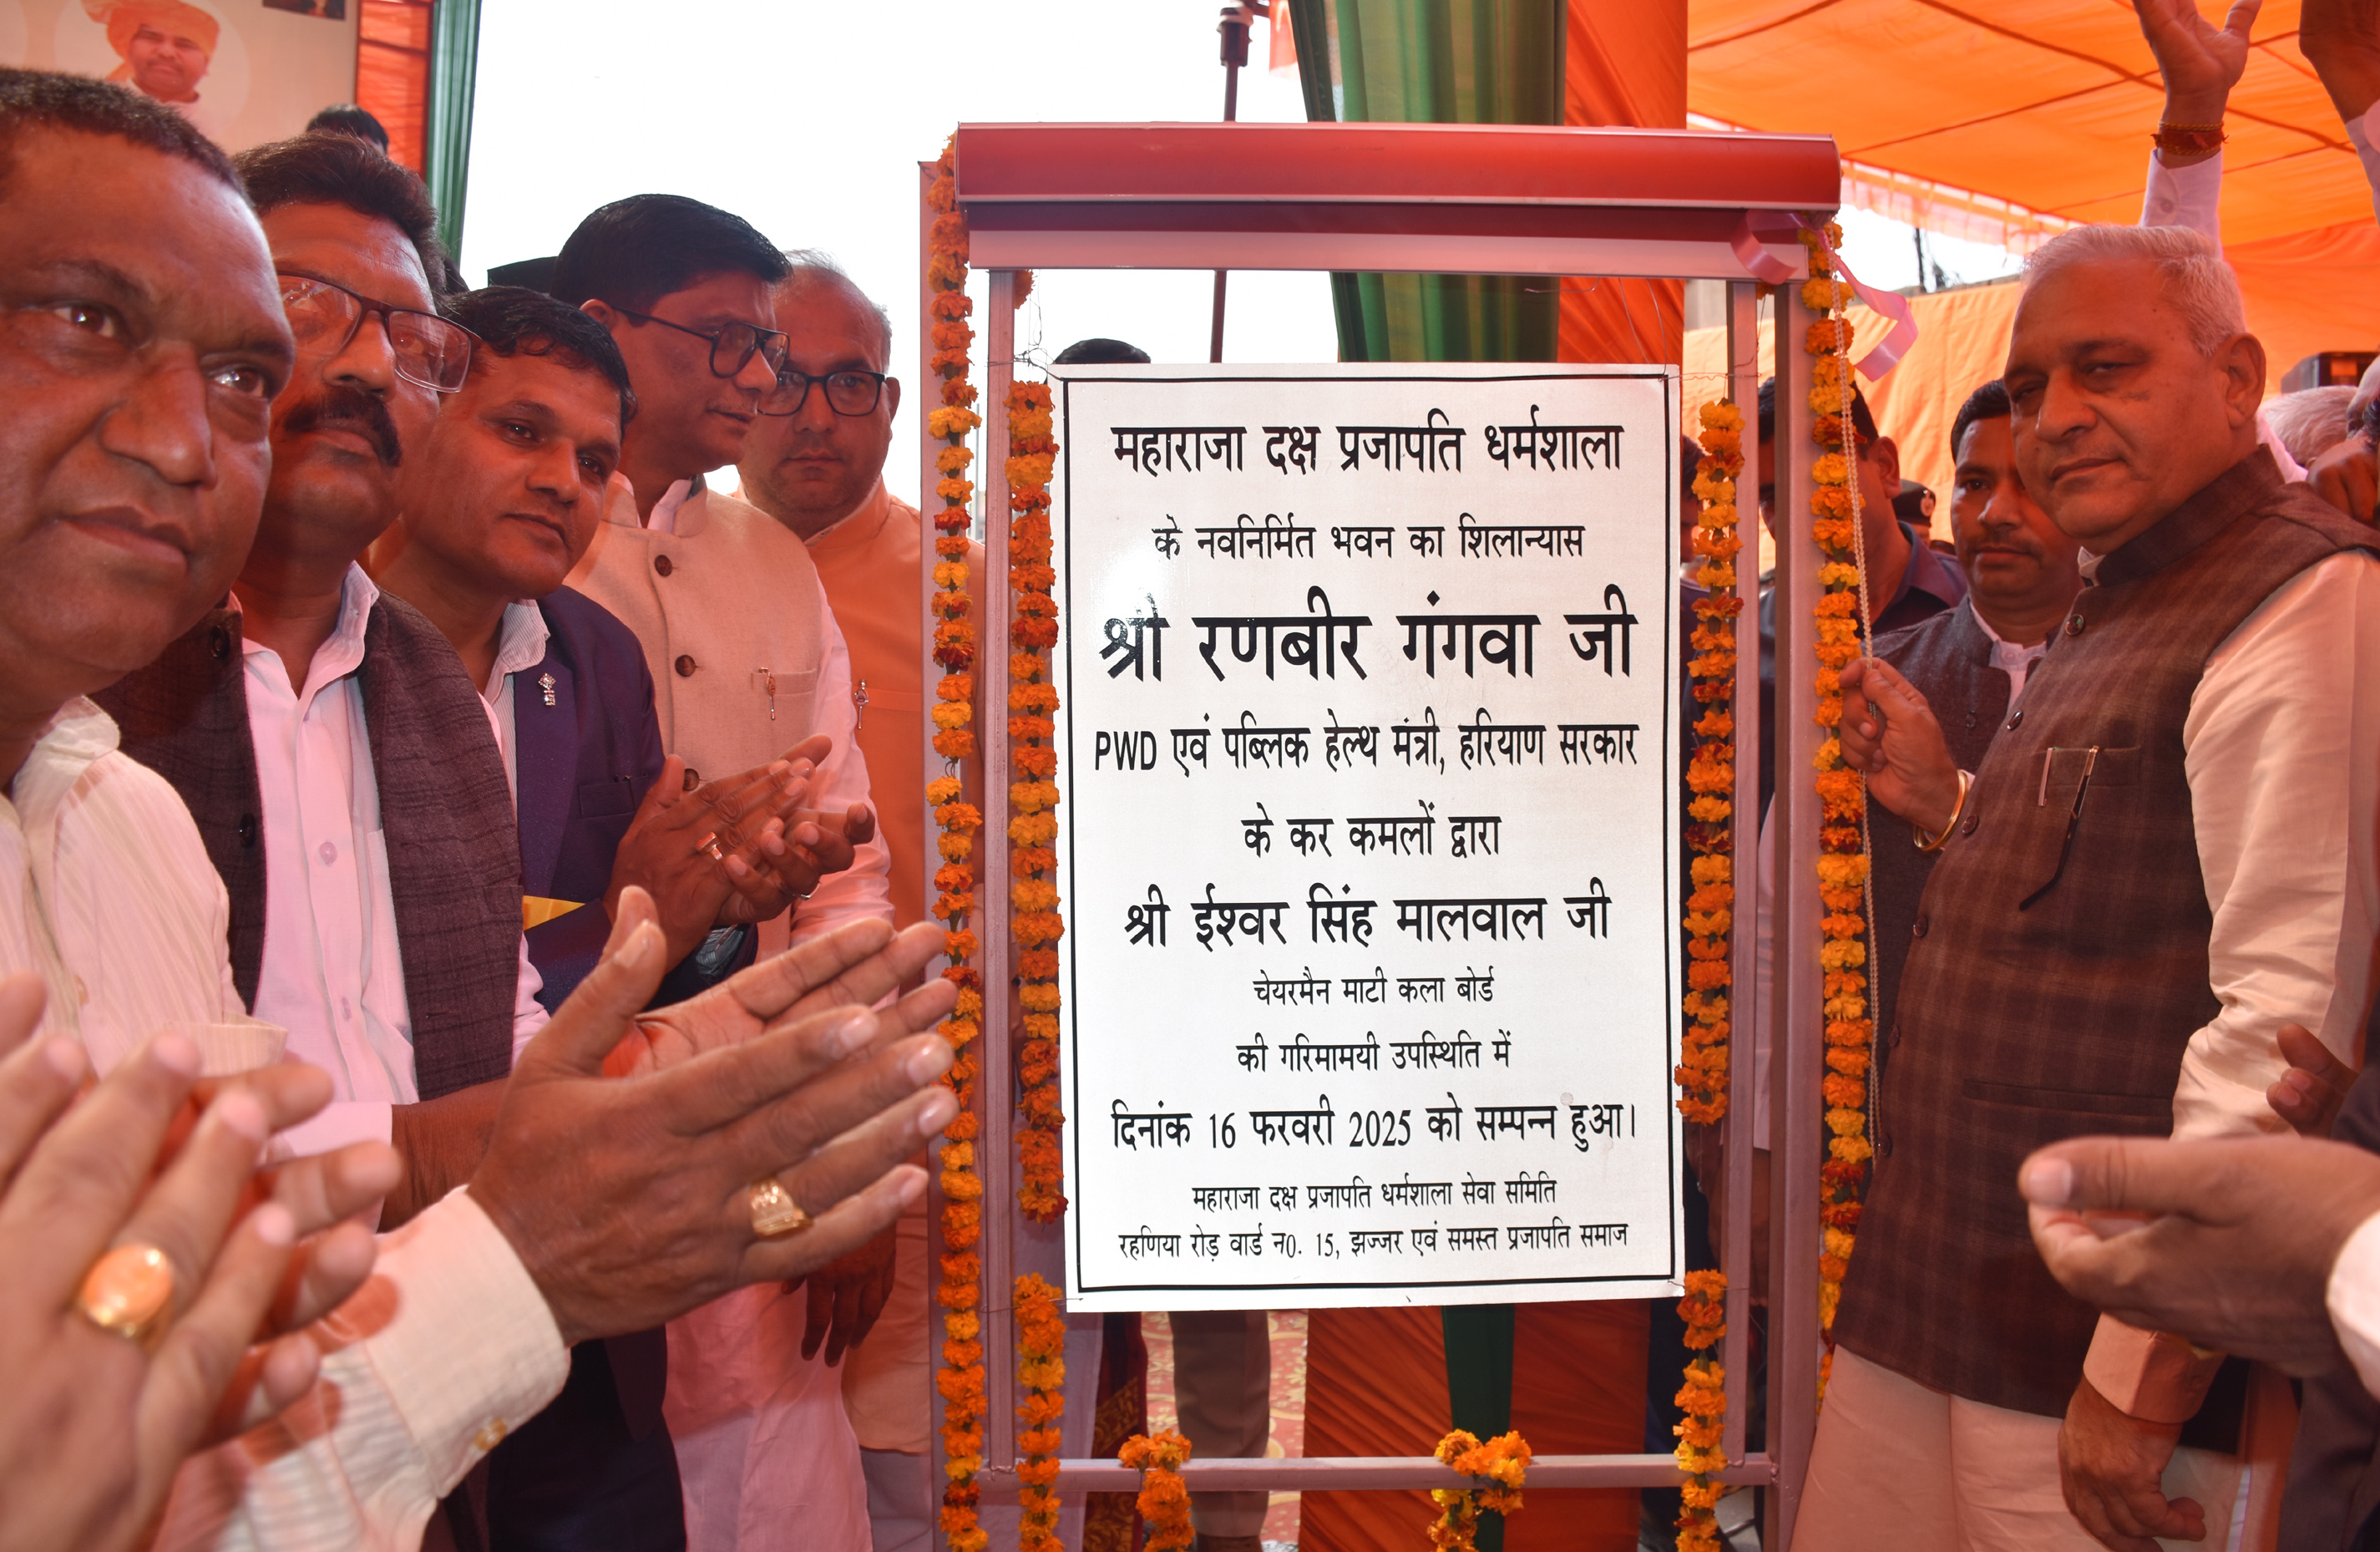 महाराजा दक्ष प्रजापति धर्मशाला
के नवनिर्मित भवन का शिलान्यास
श्री रणबीर गंगवा जी
PWD एवं पब्लिक हेल्थ मंत्री, हरियाण सरकार
के कर कमलों द्वारा
श्री ईश्वर सिंह मालवाल जी
चेयरमैन माटी कला बोर्ड
की गरिमामयी उपस्थिति में
दिनांक 16 फरवरी 2025 को सम्पन्न हुआ।
महाराजा दक्ष प्रजापति धर्मशाला सेवा समिति
रहणिया रोड़ वार्ड न0. 15, झज्जर एवं समस्त प्रजापति समाज